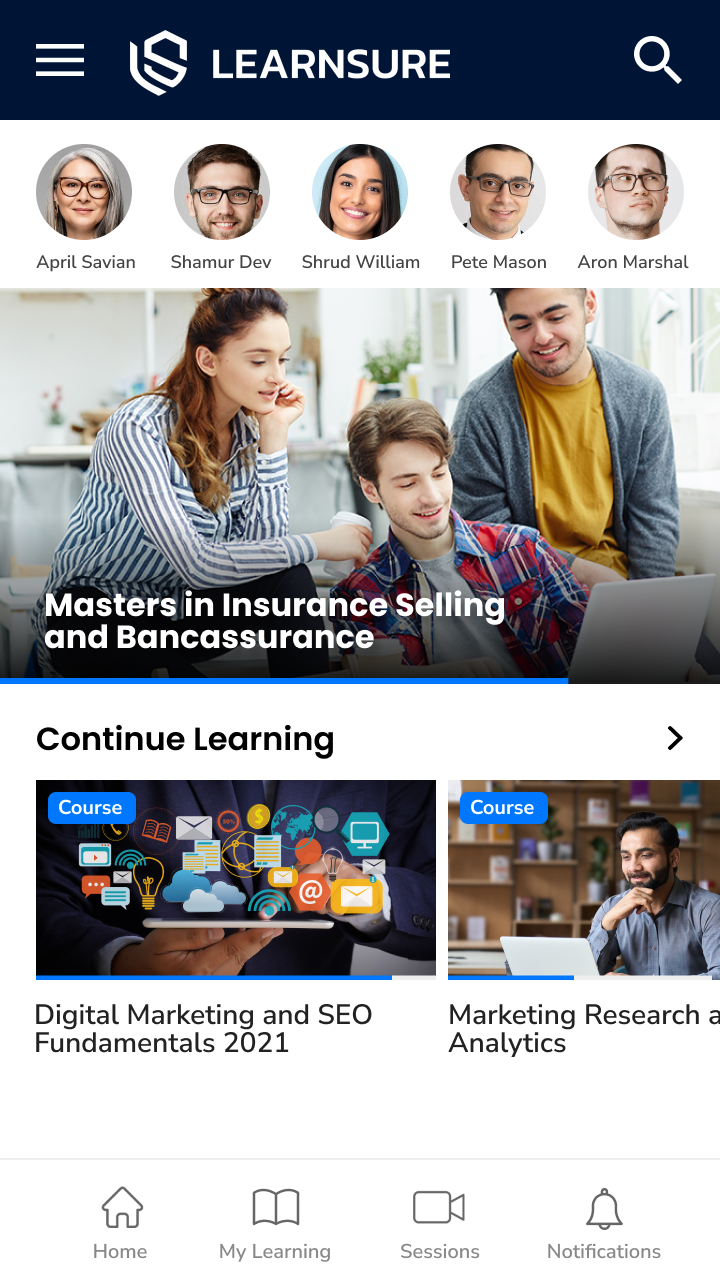 LEARNSURE
April Savian
Shamur Dev
Shrud William
Pete Mason
Aron Marshal
Masters in Insurance Selling
and Bancassurance
Continue Learning
Course
Course
$
@
Digital Marketing and SEO
Fundamentals 2021
Marketing Research a
Analytics
Home
My Learning
Sessions
Notifications